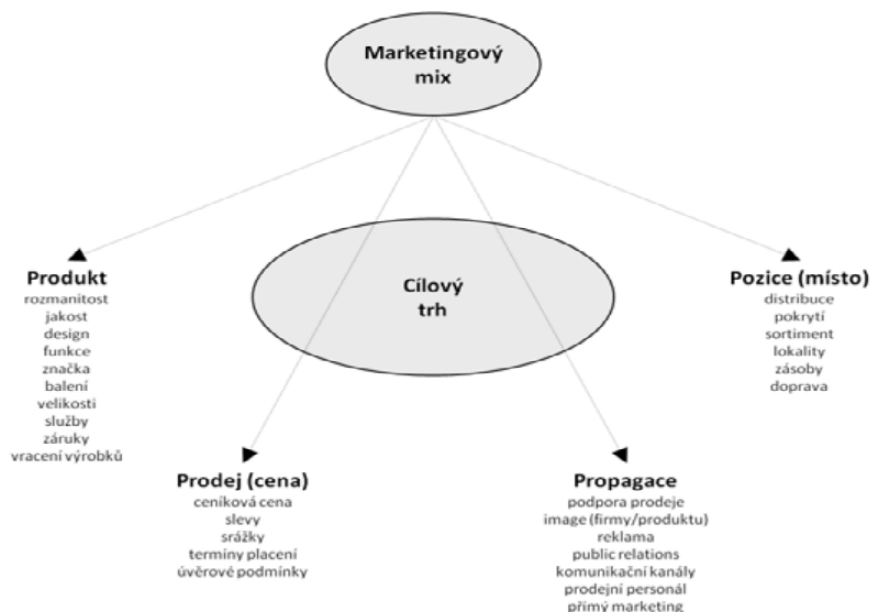 Marketingový
mix
Cílový
trh
Produkt
rozmanitost
jakost
design
funkce
značka
balení
velikosti
služby
záruky
vracení výrobků
Prodej (cena)
ceníková cena
slevy
srážky
termíny placení
úvěrové podmínky
Propagace
podpora prodeje
image (firmy/produktu)
reklama
public relations
komunikační kanály
prodejní personál
přímý marketing
Pozice (místo)
distribuce
pokrytí
sortiment
lokality
zásoby
doprava